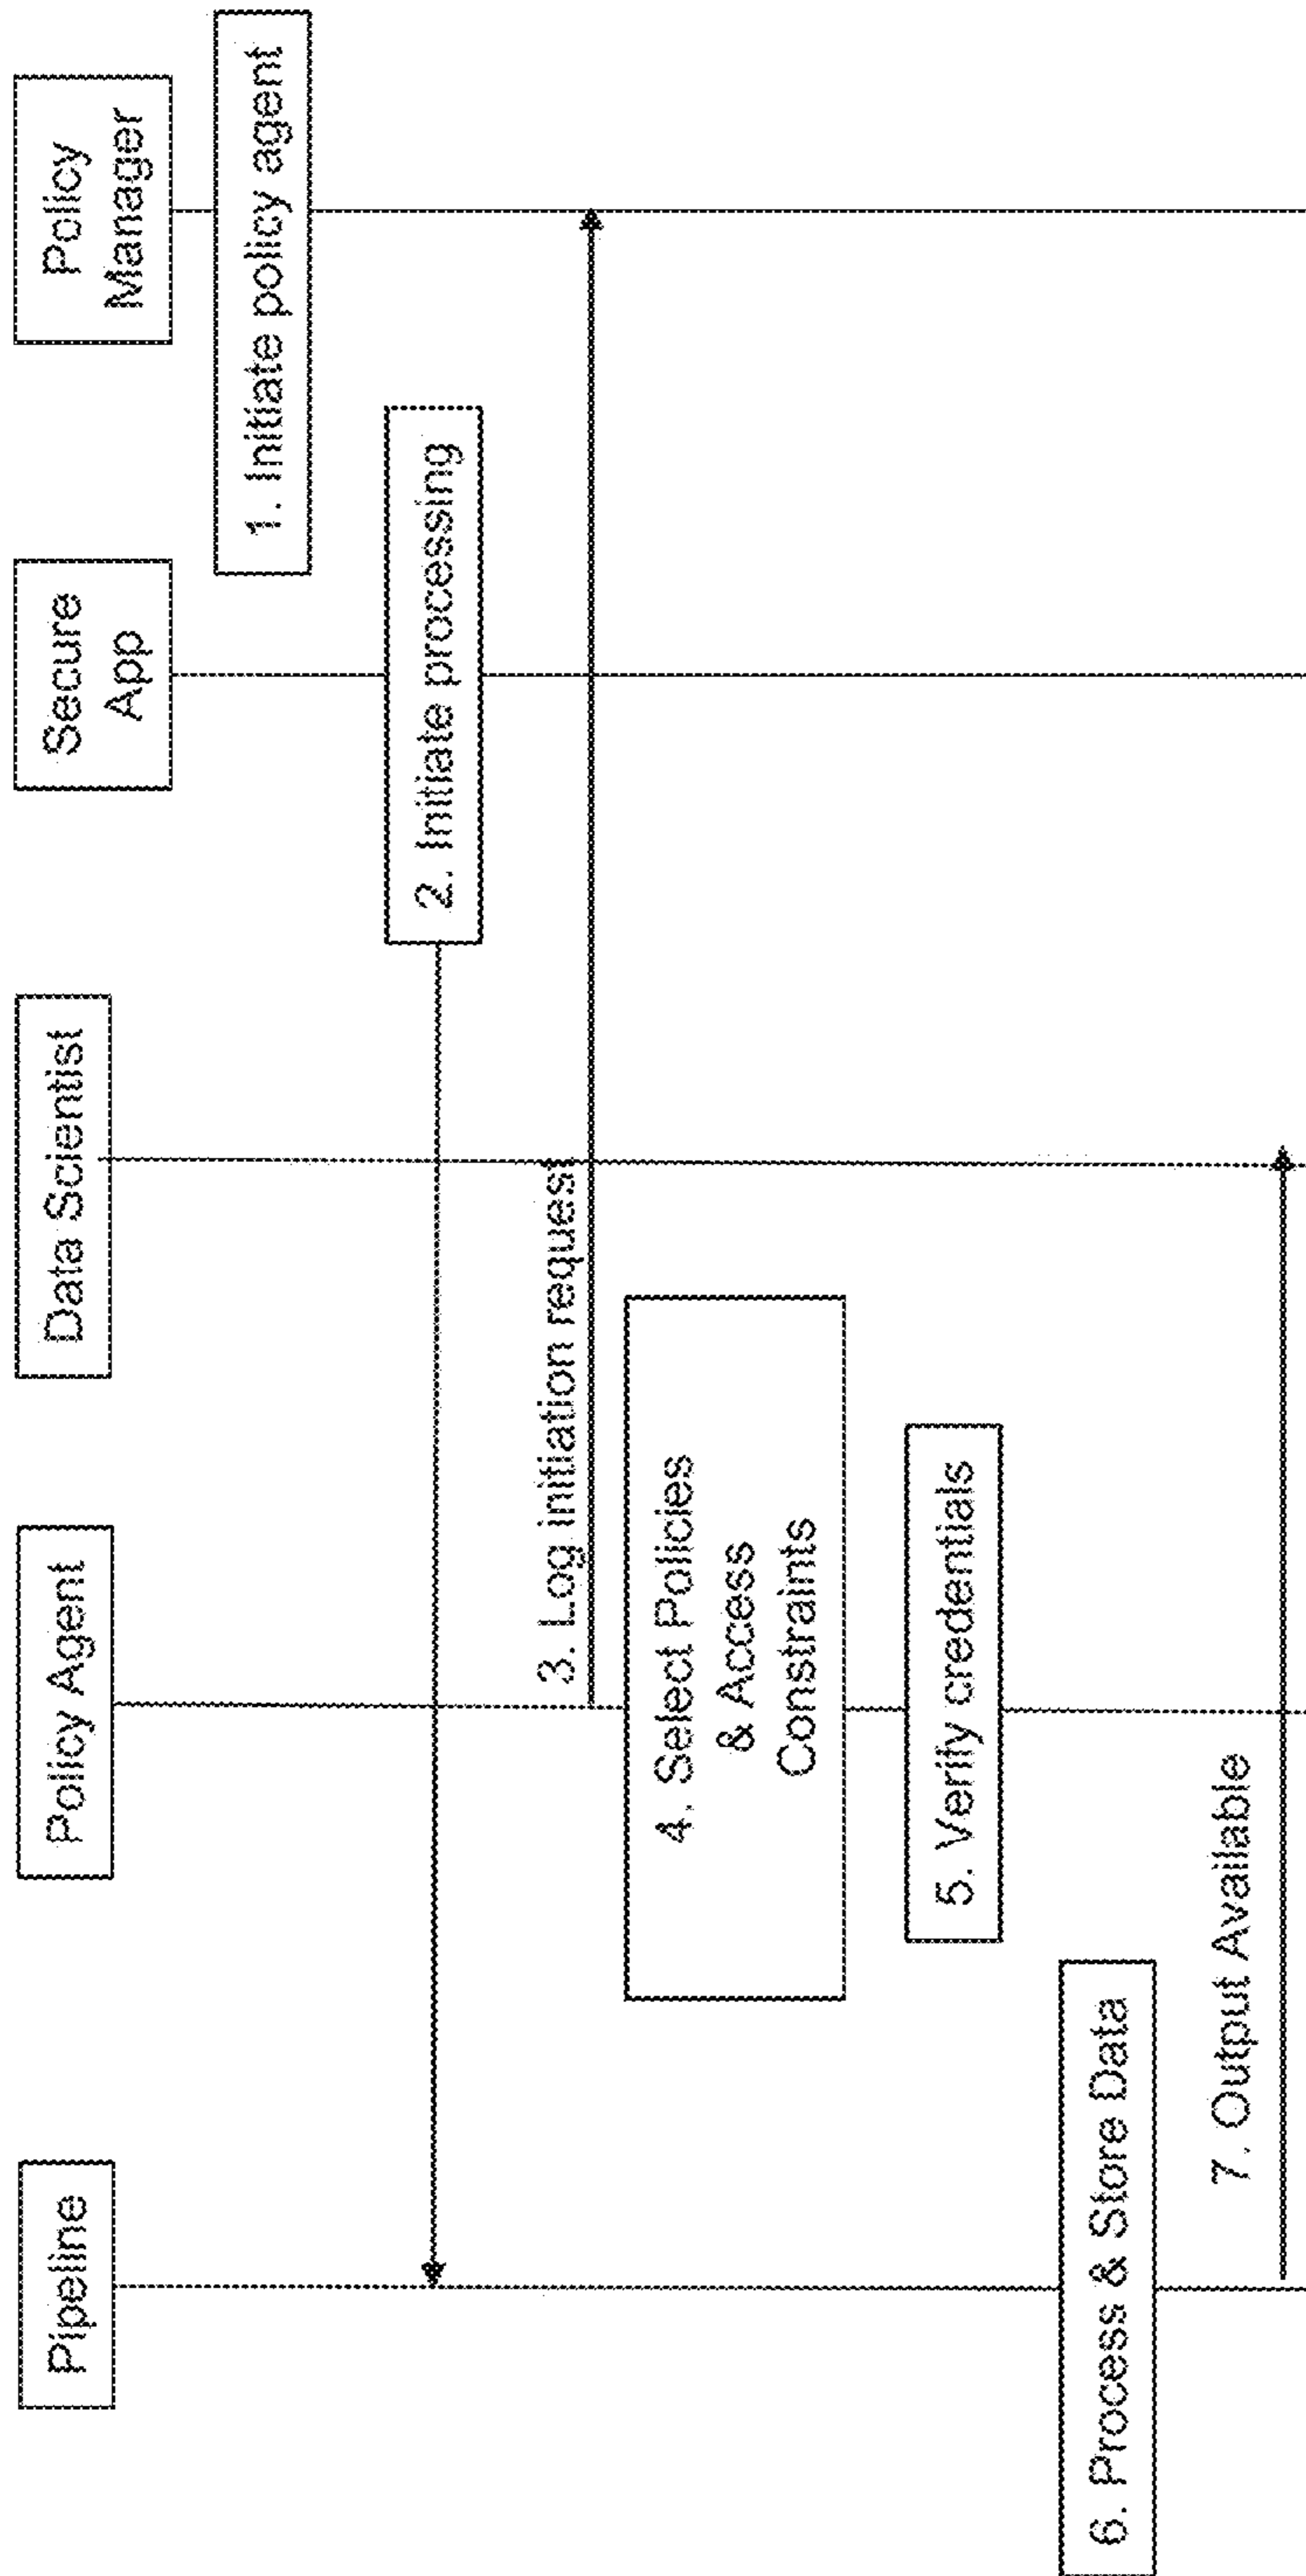 Pipeline
Policy Agent
Data Scientist
Secure
App
Policy
Manager
1. Initiate policy agent
2. Initiate processing
3. Log initiation request
4. Select Policies
& Access
Constraints
5. Verify credentials
6. Process & Store Data
7. Output Available